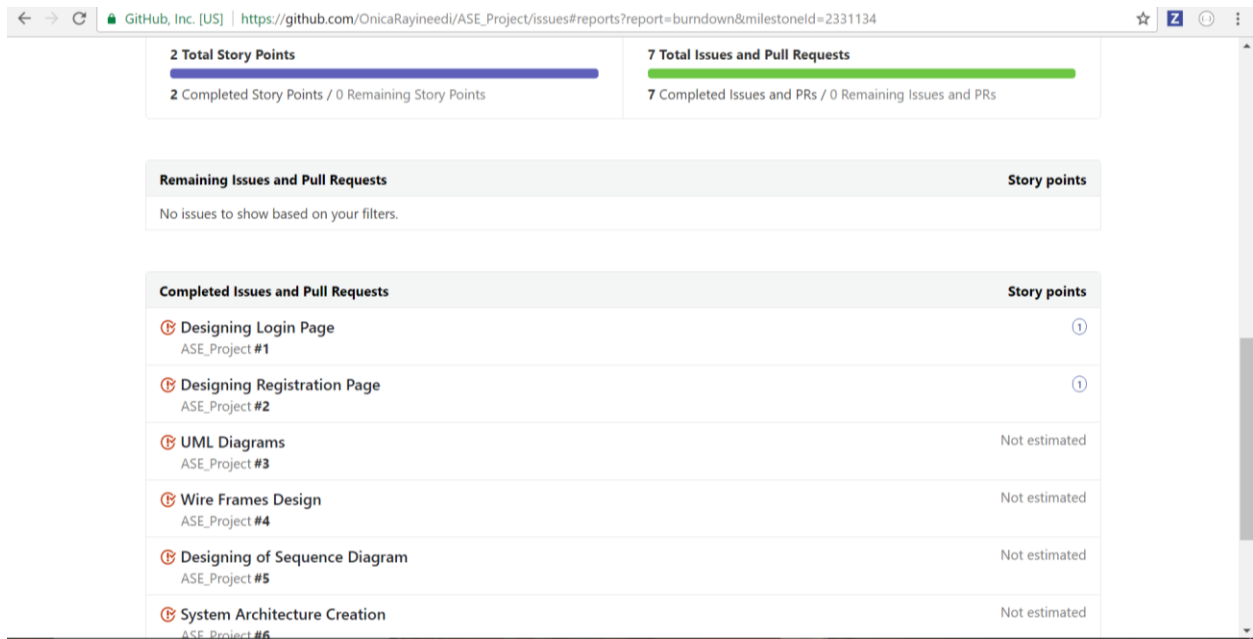 GitHub, Inc. [US] https://github.com/OnicaRayineedi/ASE_Project/issues#reports?report=burndown&milestoneId=2331134 Z
2 Total Story Points
2 Completed Story Points / 0 Remaining Story Points
7 Total Issues and Pull Requests
7 Completed Issues and PRs / 0 Remaining Issues and PRs
Remaining Issues and Pull Requests Story points
No issues to show based on your filters.
Completed Issues and Pull Requests Story points
Designing Login Page 1
ASE_Project #1
Designing Registration Page 1
ASE_Project #2
UML Diagrams Not estimated
ASE_Project #3
Wire Frames Design Not estimated
ASE_Project #4
Designing of Sequence Diagram Not estimated
ASE_Project #5
System Architecture Creation Not estimated
ASE_Project #6